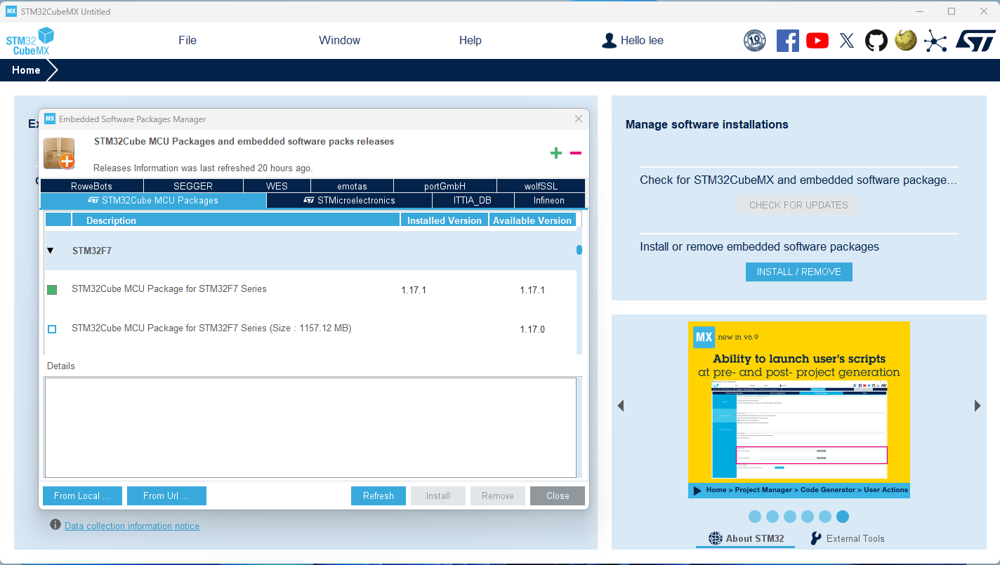 MX STM32CubeMX Untitled
STM32 CubeMX
File
Window
Help
Hello lee
10
ST
Home
Embedded Software Packages Manager
STM32Cube MCU Packages and embedded software packs releases
Releases Information was last refreshed 20 hours ago.
RoweBots SEGGER WES emotas portGmbH wolfSSL
STM32Cube MCU Packages STMicroelectronics ITTIA_DB Infineon
Description Installed Version Available Version
STM32F7
STM32Cube MCU Package for STM32F7 Series 1.17.1 1.17.1
STM32Cube MCU Package for STM32F7 Series (Size : 1157.12 MB) 1.17.0
Details
From Local ... From Url ... Refresh Install Remove Close
Data collection information notice
Manage software installations
Check for STM32CubeMX and embedded software package...
CHECK FOR UPDATES
Install or remove embedded software packages
INSTALL / REMOVE
MX new in v6.9
Ability to launch user's scripts
at pre- and post- project generation
Home > Project Manager > Code Generator > User Actions
About STM32 External Tools